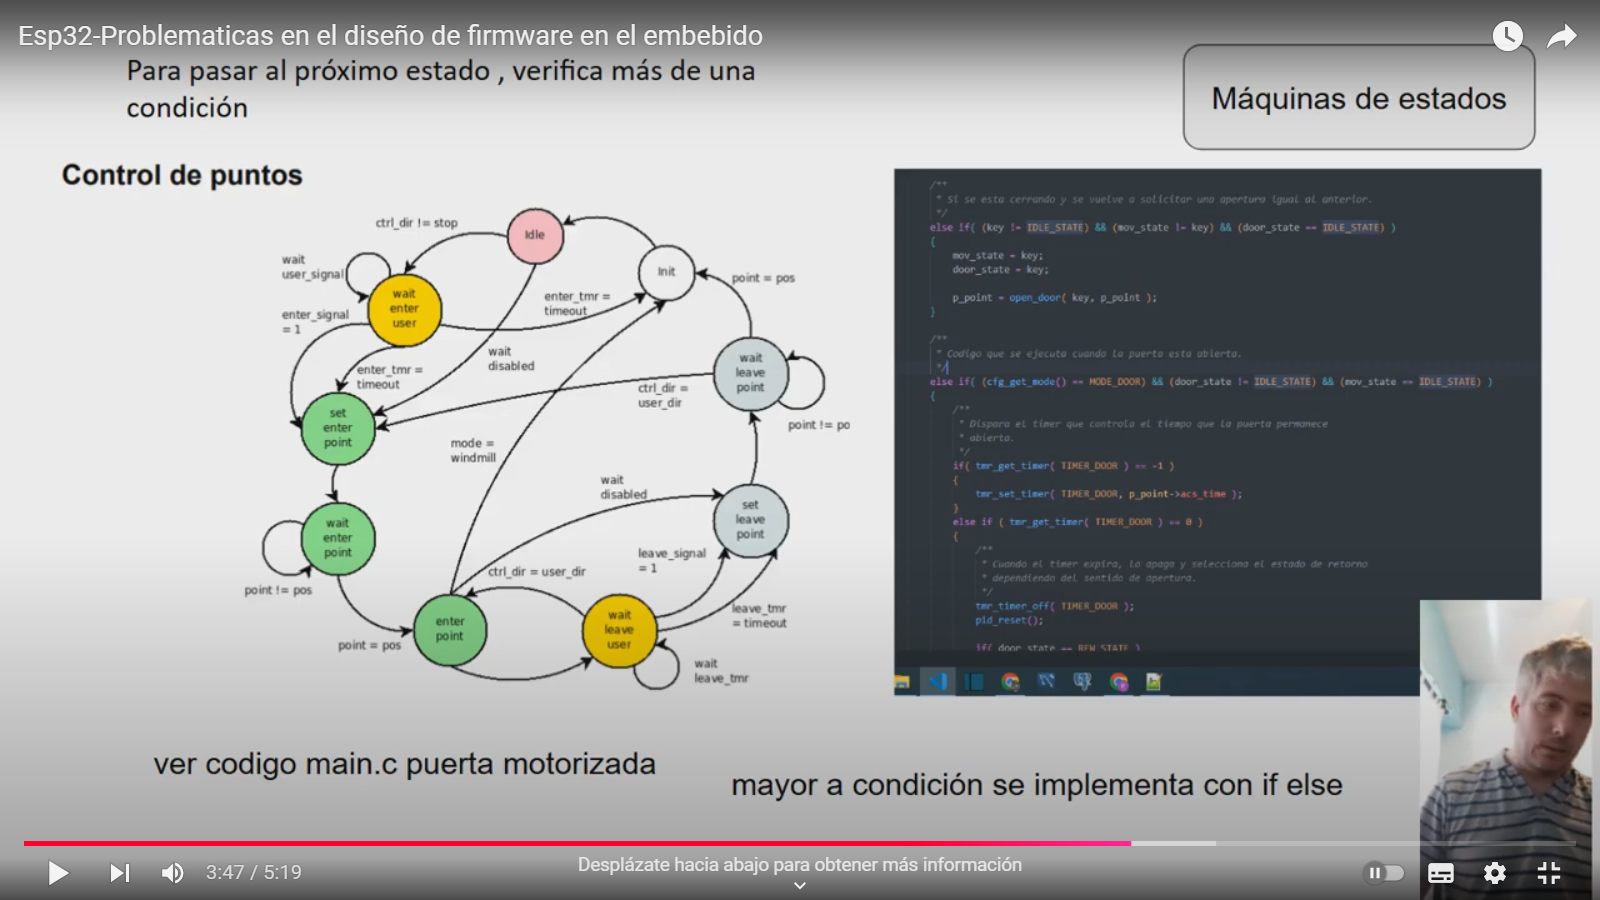 Esp32-Problematicas en el diseño de firmware en el embebido
Para pasar al próximo estado , verifica más de una
condición
Máquinas de estados
Control de puntos
ctrl_dir != stop
Idle
wait
user_signal
wait
enter
user
enter_signal
= 1
enter_tmr =
timeout
enter_tmr =
timeout
Init
point = pos
wait
disabled
wait
leave
point
ctrl_dir =
user_dir
point != po
set
enter
point
mode =
windmill
wait
disabled
set
leave
point
wait
enter
point
point != pos
leave_signal
= 1
ctrl_dir = user_dir
enter
point
point = pos
wait
leave
user
leave_tmr
= timeout
wait
leave_tmr
/**
* Si se esta cerrando y se vuelve a solicitar una apertura igual al anterior.
*/
else if( (key != IDLE_STATE) && (mov_state != key) && (door_state == IDLE_STATE) )
{
mov_state = key;
door_state = key;
p_point = open_door( key, p_point );
}
/**
* Codigo que se ejecuta cuando la puerta esta abierta.
*/
else if( (cfg_get_mode() == MODE_DOOR) && (door_state != IDLE_STATE) && (mov_state == IDLE_STATE) )
{
/**
* Dispara el timer que controla el tiempo que la puerta permanece
* abierta.
*/
if( tmr_get_timer( TIMER_DOOR ) == -1 )
{
tmr_set_timer( TIMER_DOOR, p_point->acs_time );
}
else if ( tmr_get_timer( TIMER_DOOR ) == 0 )
{
/**
* Cuando el timer expira, lo apaga y selecciona el estado de retorno
* dependiendo del sentido de apertura.
*/
tmr_timer_off( TIMER_DOOR );
pid_reset();
if( door_state == REW_STATE )
ver codigo main.c puerta motorizada
mayor a condición se implementa con if else
3:47 / 5:19
Desplázate hacia abajo para obtener más información